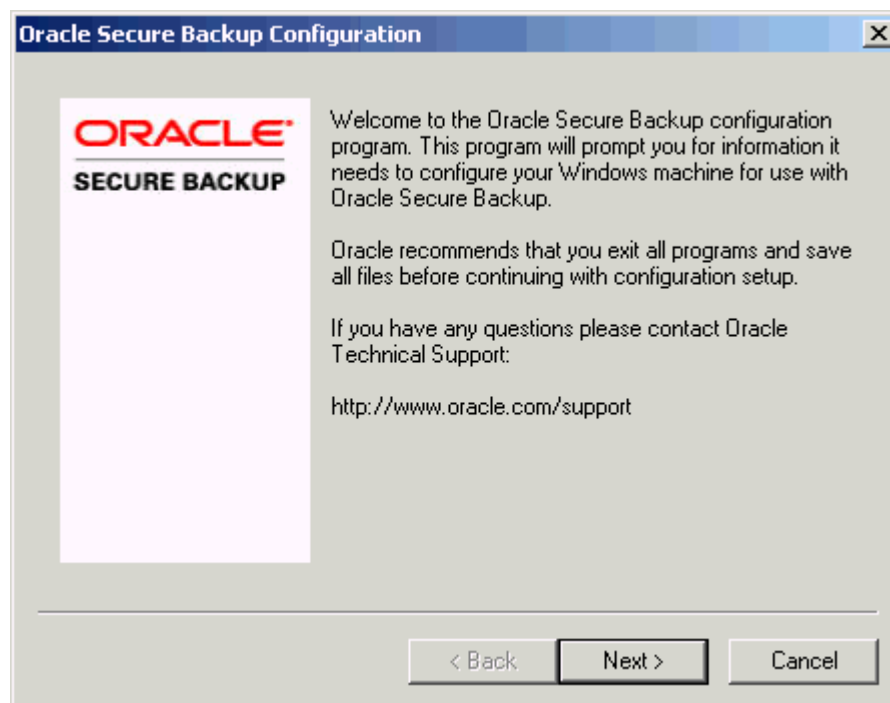 Oracle Secure Backup Configuration
ORACLE
SECURE BACKUP
Welcome to the Oracle Secure Backup configuration
program. This program will prompt you for information it
needs to configure your Windows machine for use with
Oracle Secure Backup.
Oracle recommends that you exit all programs and save
all files before continuing with configuration setup.
If you have any questions please contact Oracle
Technical Support:
http://www.oracle.com/support
< Back
Next >
Cancel